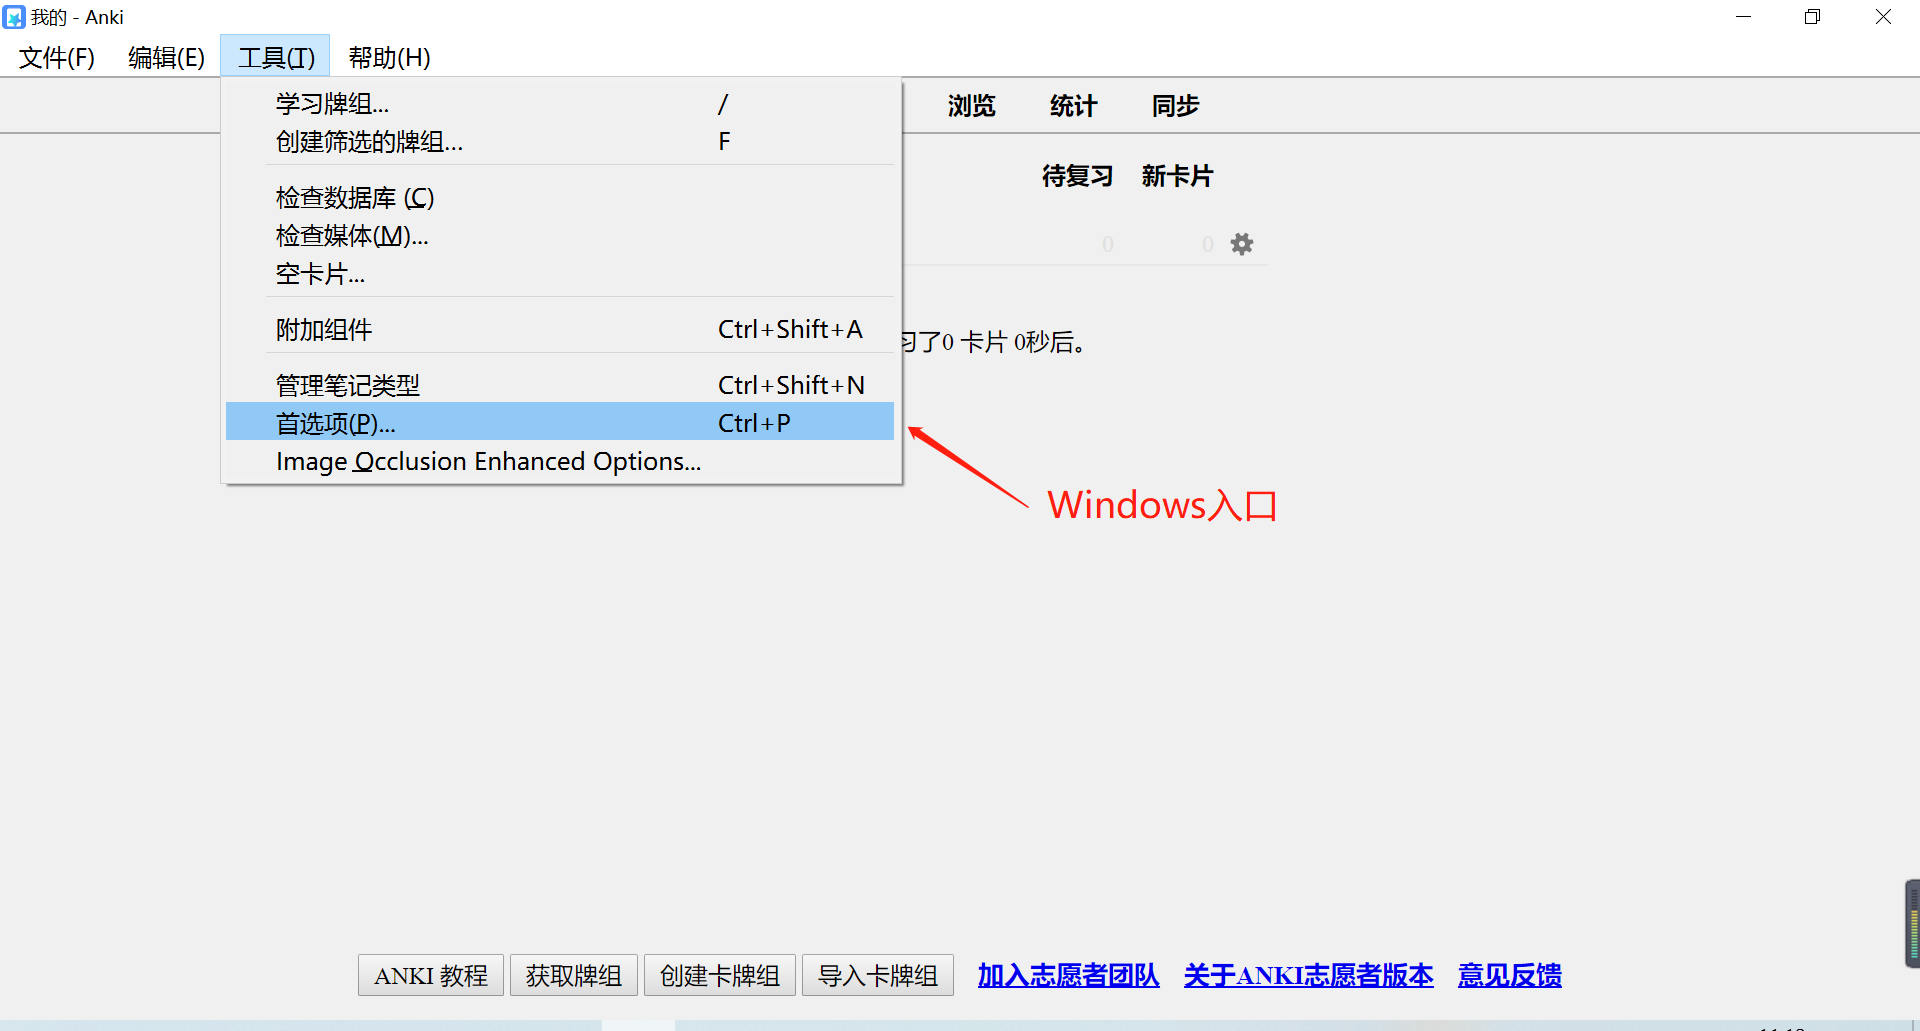 我的 - Anki
文件(F) 编辑(E) 工具(T) 帮助(H)
学习牌组... /
创建筛选的牌组... F
检查数据库 (C)
检查媒体(M)...
空卡片...
附加组件 Ctrl+Shift+A
管理笔记类型 Ctrl+Shift+N
首选项(P)... Ctrl+P
Image Occlusion Enhanced Options...
浏览 统计 同步
待复习 新卡片
0 0
习了0 卡片 0秒后。
Windows入口
ANKI 教程 获取牌组 创建卡牌组 导入卡牌组 加入志愿者团队 关于ANKI志愿者版本 意见反馈